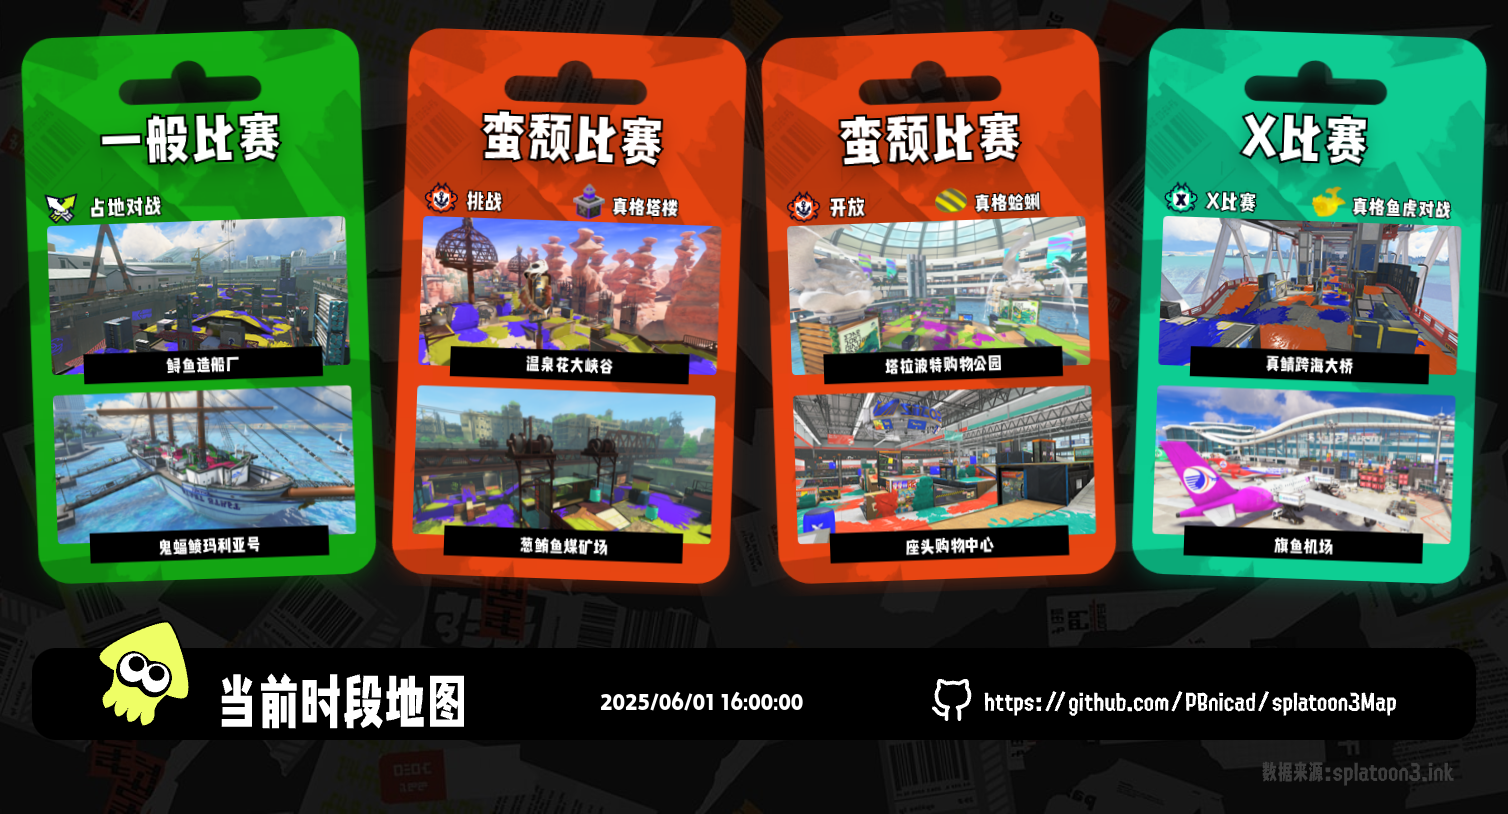 一般比赛
占地对战
鲟鱼造船厂
鬼蝠鲼玛利亚号
蛮颓比赛
挑战
真格塔楼
温泉花大峡谷
葱鲔鱼煤矿场
蛮颓比赛
开放
真格蛤蜊
塔拉波特购物公园
座头购物中心
X比赛
X比赛
真格鱼虎对战
真鲭跨海大桥
旗鱼机场
当前时段地图
2025/06/01 16:00:00
https://github.com/PBnicad/splatoon3Map
数据来源:splatoon3.ink